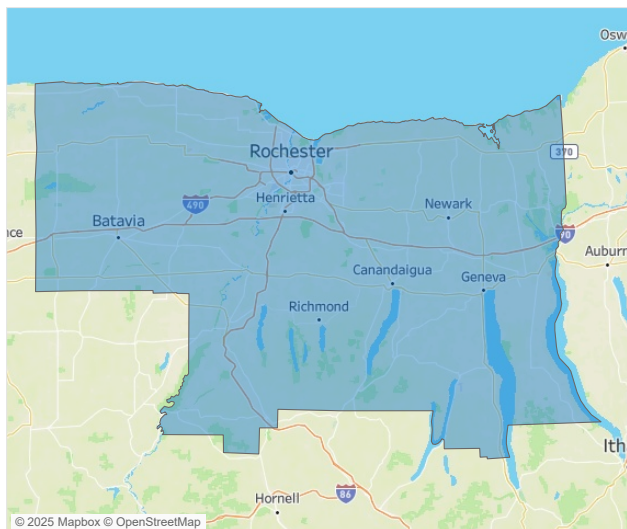 Osw
Rochester
370
490
Henrietta
Newark
Batavia
nce
90
Auburn
Canandaigua
Geneva
Richmond
Ith
86
Hornell
© 2025 Mapbox © OpenStreetMap